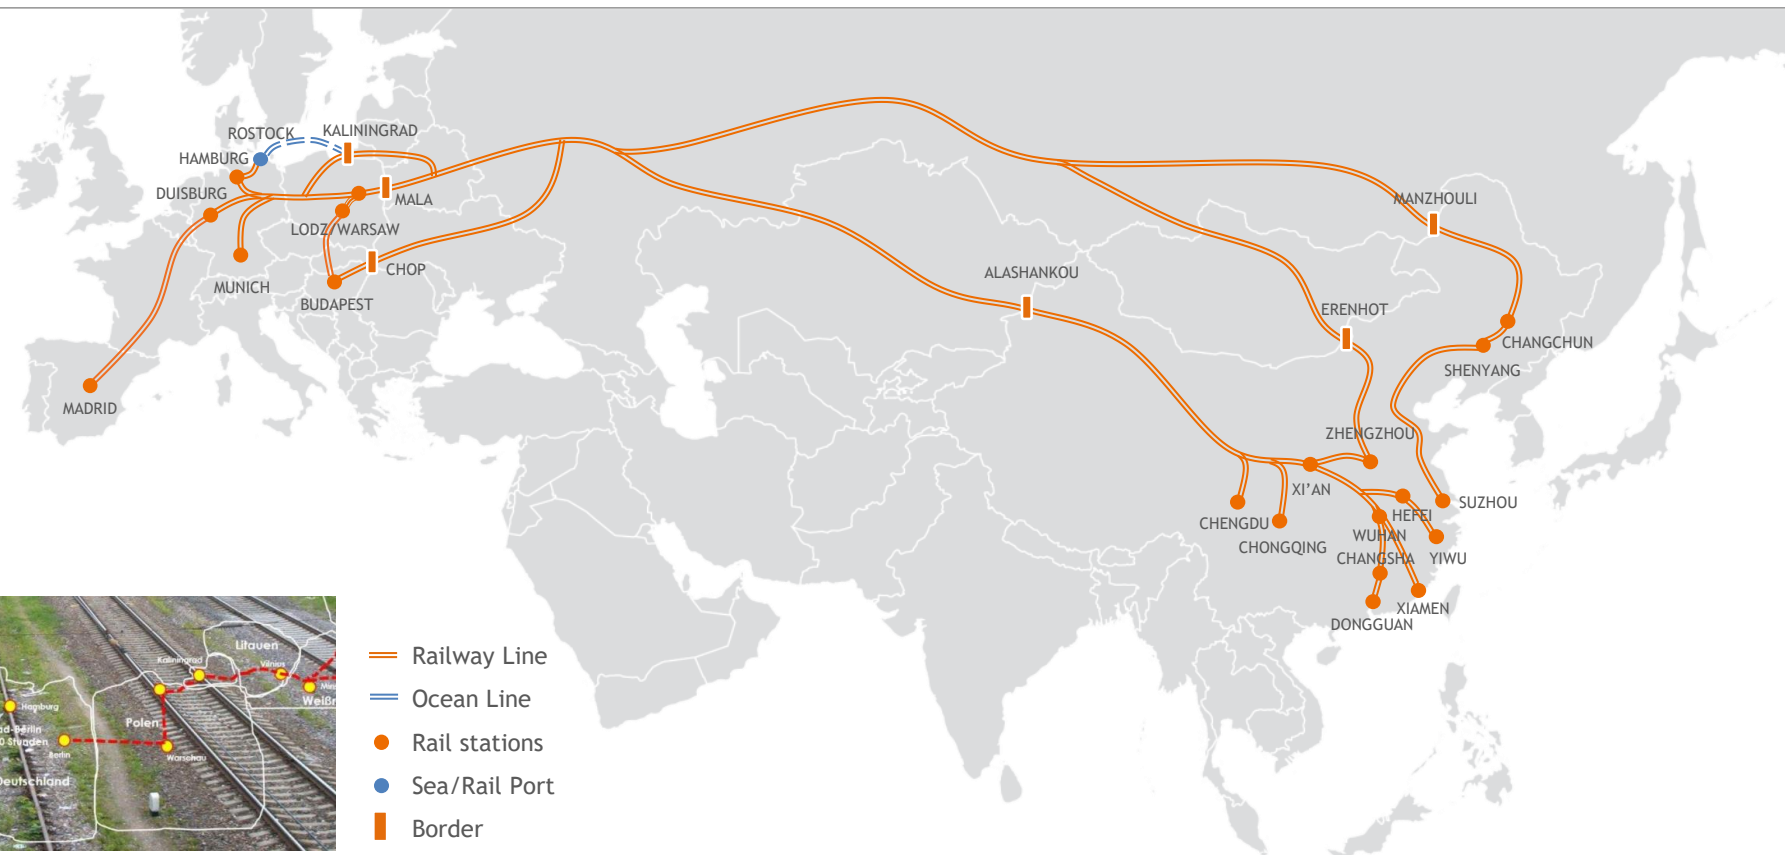 ROSTOCK
KALININGRAD
HAMBURG
DUISBURG
MALA
LODZ/WARSAW
CHOP
MUNICH
BUDAPEST
MADRID
MANZHOULI
ALASHANKOU
ERENHOT
CHANGCHUN
SHENYANG
ZHENGZHOU
XI’AN
SUZHOU
CHENGDU
HEFEI
WUHAN
CHONGQING
CHANGSHA
YIWU
XIAMEN
DONGGUAN
Railway Line
Ocean Line
Rail stations
Sea/Rail Port
Border
Litauen
Kaliningrad
Vilnius
Hamburg
Polen
Berlin
Stunden
Warschau
Deutschland